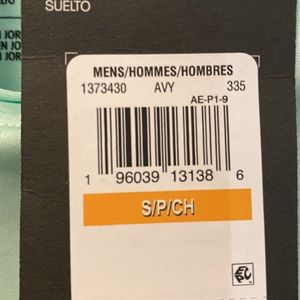 SUELTO
MENS/HOMMES/HOMBRES
1373430 AVY 335
AE-P1-9
1 96039 13138 6
S/P/CH